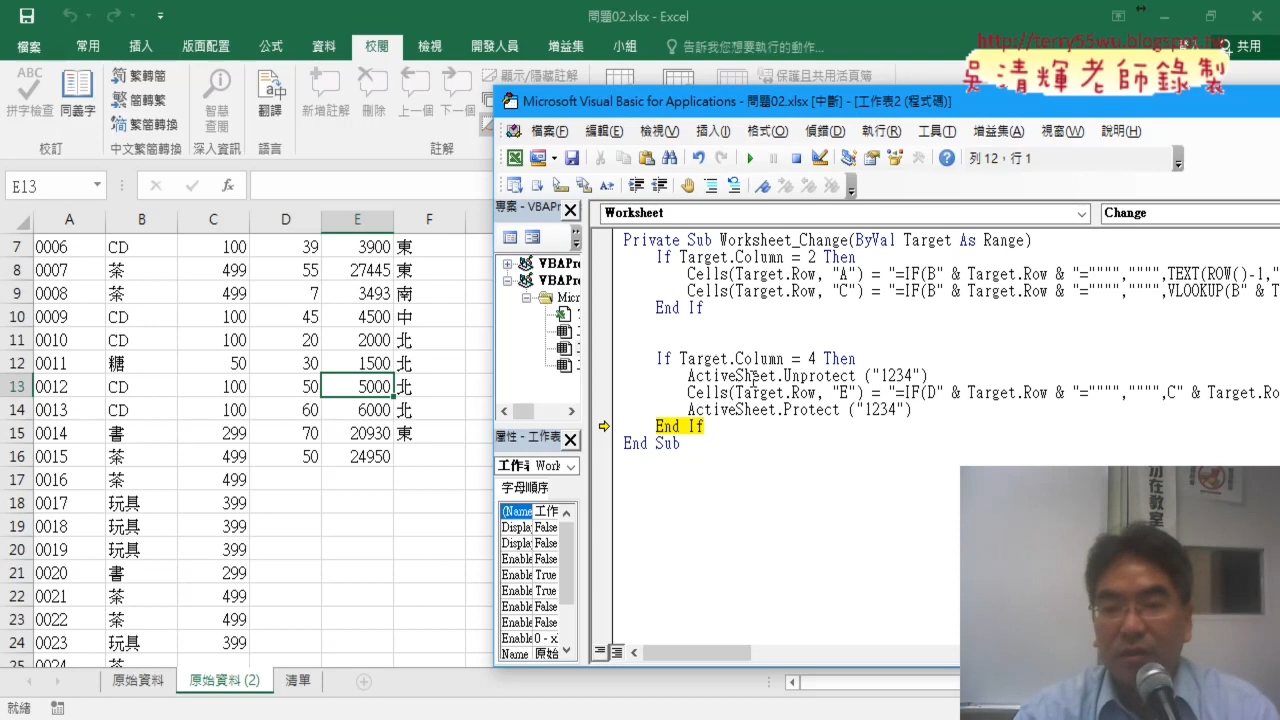 問題02.xlsx - Excel
http://terry55wu.blogspot.tw
吳清輝老師錄製
檔案 常用 插入 版面配置 公式 資料 校閱 檢視 開發人員 增益集 小組 告訴我您想要執行的動作... 共用
ABC
拼字檢查 同義字 繁轉簡 簡轉繁 繁簡轉換 智慧查閱 翻譯 新增註解 刪除 上一個 下一個 顯示/隱藏註解 保護且共用活頁簿
校訂 中文繁簡轉換 深入資訊 語言 註解
E13 fx
A B C D E F
7 0006 CD 100 39 3900 東
8 0007 茶 499 55 27445 東
9 0008 茶 499 7 3493 南
10 0009 CD 100 45 4500 中
11 0010 CD 100 20 2000 北
12 0011 糖 50 30 1500 北
13 0012 CD 100 50 5000 北
14 0013 CD 100 60 6000 北
15 0014 書 299 70 20930 東
16 0015 茶 499 50 24950
17 0016 茶 499
18 0017 玩具 399
19 0018 玩具 399
20 0019 玩具 399
21 0020 書 299
22 0021 茶 499
23 0022 茶 499
24 0023 玩具 399
原始資料 原始資料 (2) 清單
就緒
Microsoft Visual Basic for Applications - 問題02.xlsx [中斷] - [工作表2 (程式碼)]
檔案(F) 編輯(E) 檢視(V) 插入(I) 格式(O) 偵錯(D) 執行(R) 工具(T) 增益集(A) 視窗(W) 說明(H)
列 12，行 1
專案 - VBAPr
VBAPre
VBAPre
Micr
屬性 - 工作表
工作表 Work
字母順序
(Name 工作
Displa False
Displa False
Enable False
Enable True
Enable True
Enable False
Enable False
Enable False
Enable 0 - x
Name 原始
Worksheet Change
Private Sub Worksheet_Change(ByVal Target As Range)
If Target.Column = 2 Then
Cells(Target.Row, "A") = "=IF(B" & Target.Row & "="""","""",TEXT(ROW()-1,"
Cells(Target.Row, "C") = "=IF(B" & Target.Row & "="""","""",VLOOKUP(B" & T
End If
If Target.Column = 4 Then
ActiveSheet.Unprotect ("1234")
Cells(Target.Row, "E") = "=IF(D" & Target.Row & "="""","""",C" & Target.Ro
ActiveSheet.Protect ("1234")
End If
End Sub